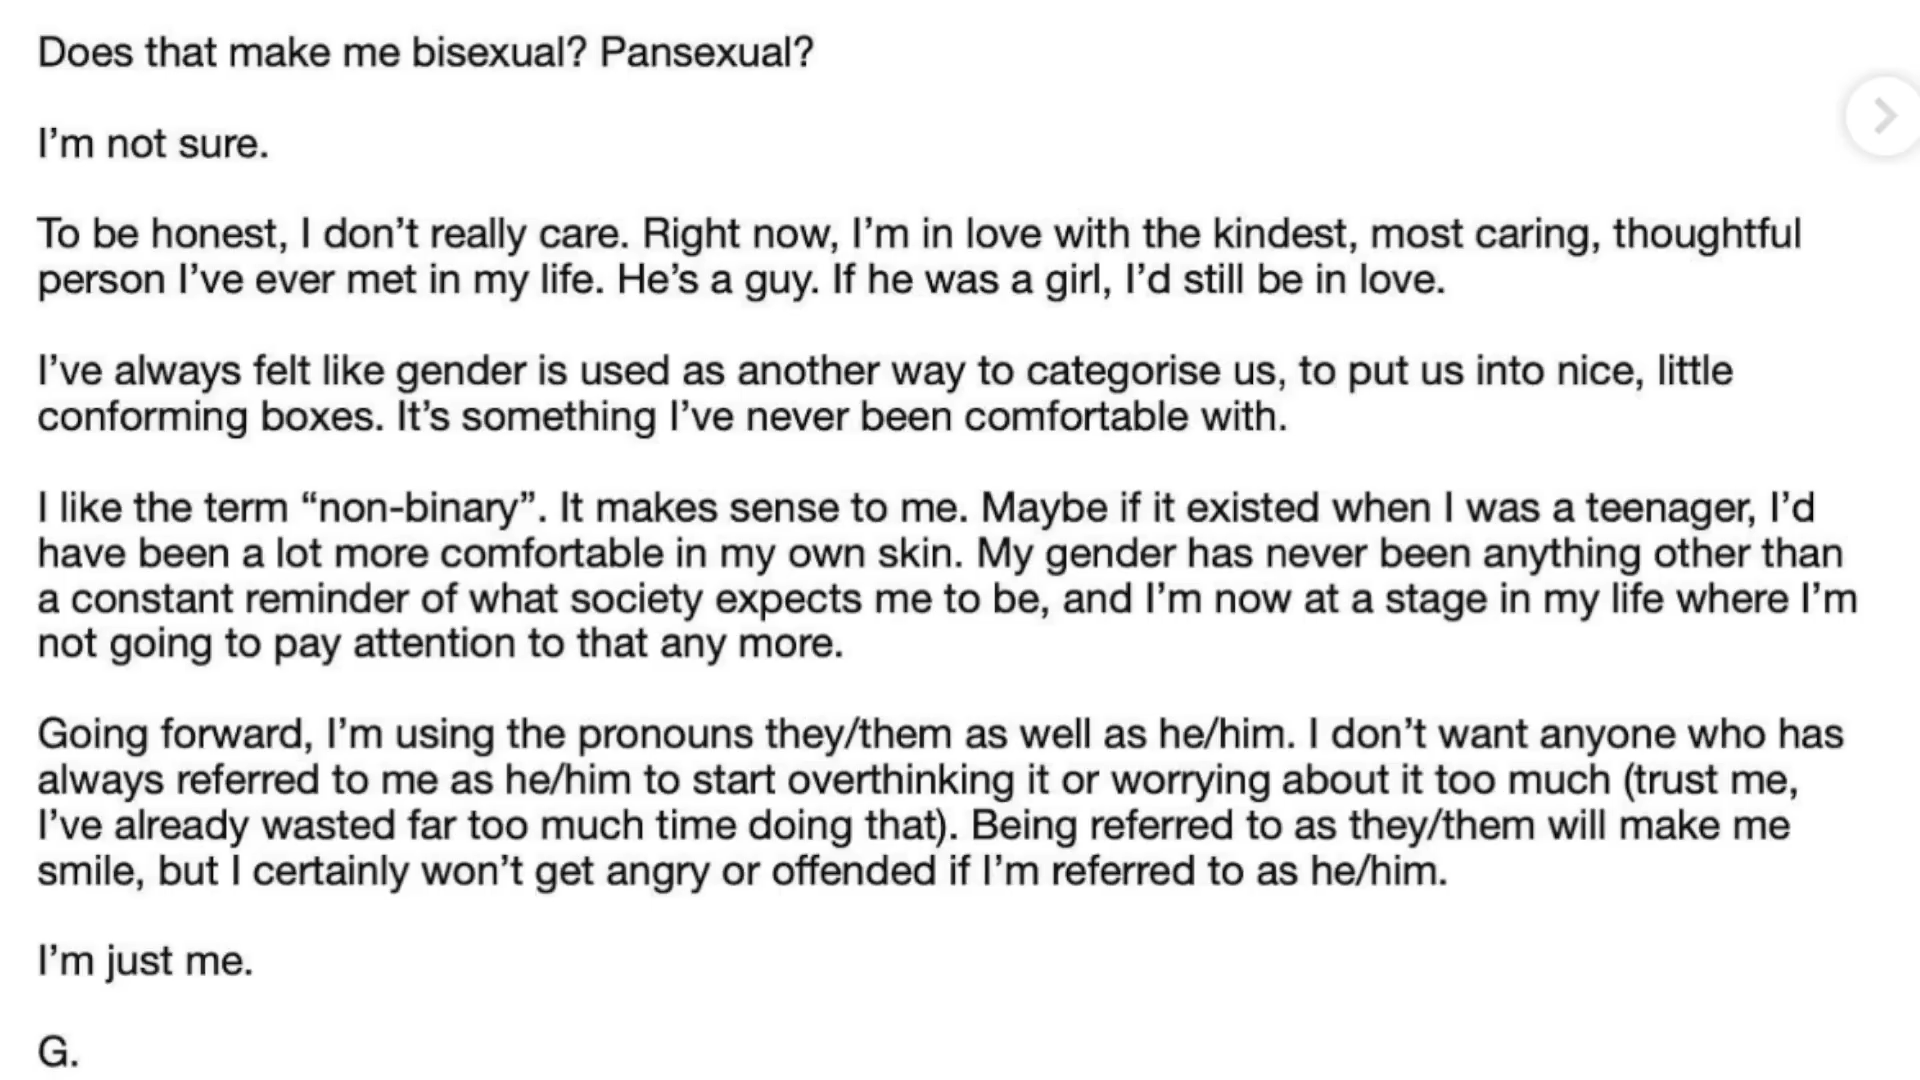 Does that make me bisexual? Pansexual?
I’m not sure.
To be honest, I don’t really care. Right now, I’m in love with the kindest, most caring, thoughtful
person I’ve ever met in my life. He’s a guy. If he was a girl, I’d still be in love.
I’ve always felt like gender is used as another way to categorise us, to put us into nice, little
conforming boxes. It’s something I’ve never been comfortable with.
I like the term “non-binary”. It makes sense to me. Maybe if it existed when I was a teenager, I’d
have been a lot more comfortable in my own skin. My gender has never been anything other than
a constant reminder of what society expects me to be, and I’m now at a stage in my life where I’m
not going to pay attention to that any more.
Going forward, I’m using the pronouns they/them as well as he/him. I don’t want anyone who has
always referred to me as he/him to start overthinking it or worrying about it too much (trust me,
I’ve already wasted far too much time doing that). Being referred to as they/them will make me
smile, but I certainly won’t get angry or offended if I’m referred to as he/him.
I’m just me.
G.